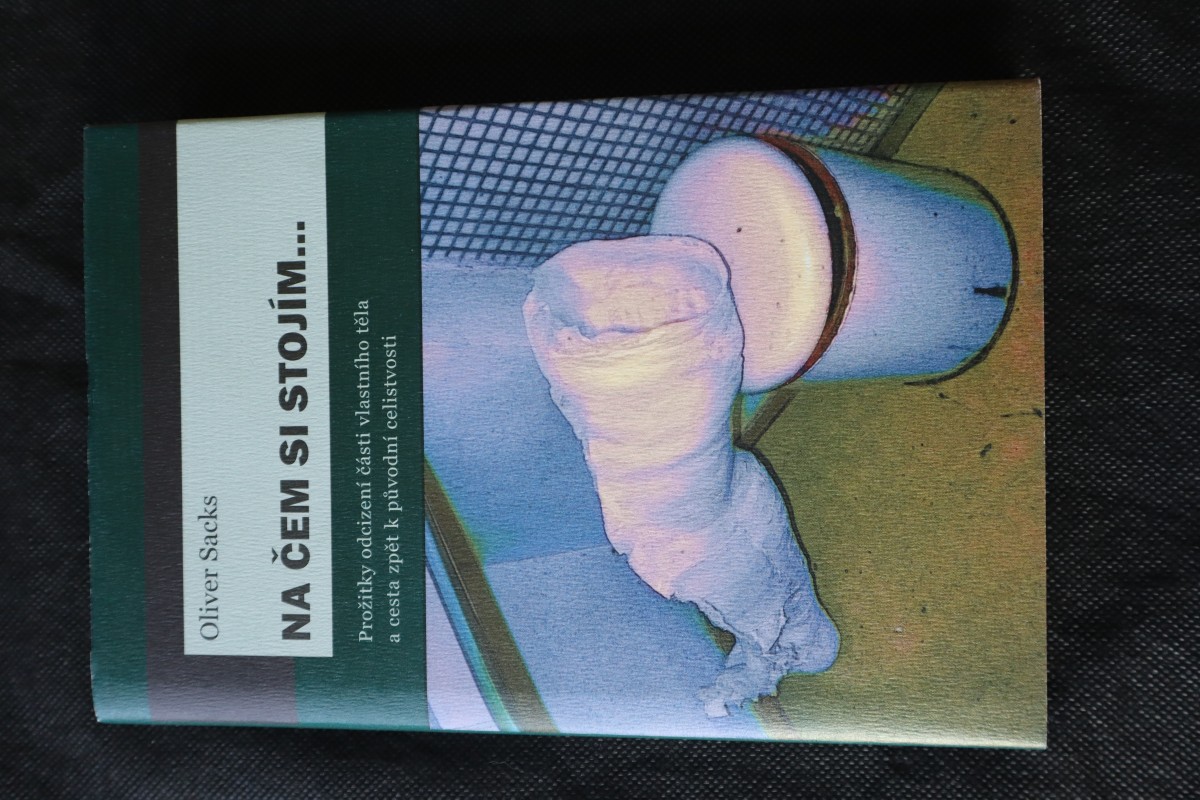 Oliver Sacks
NA ČEM SI STOJÍM...
Prožitky odcizení části vlastního těla
a cesta zpět k původní celistvosti